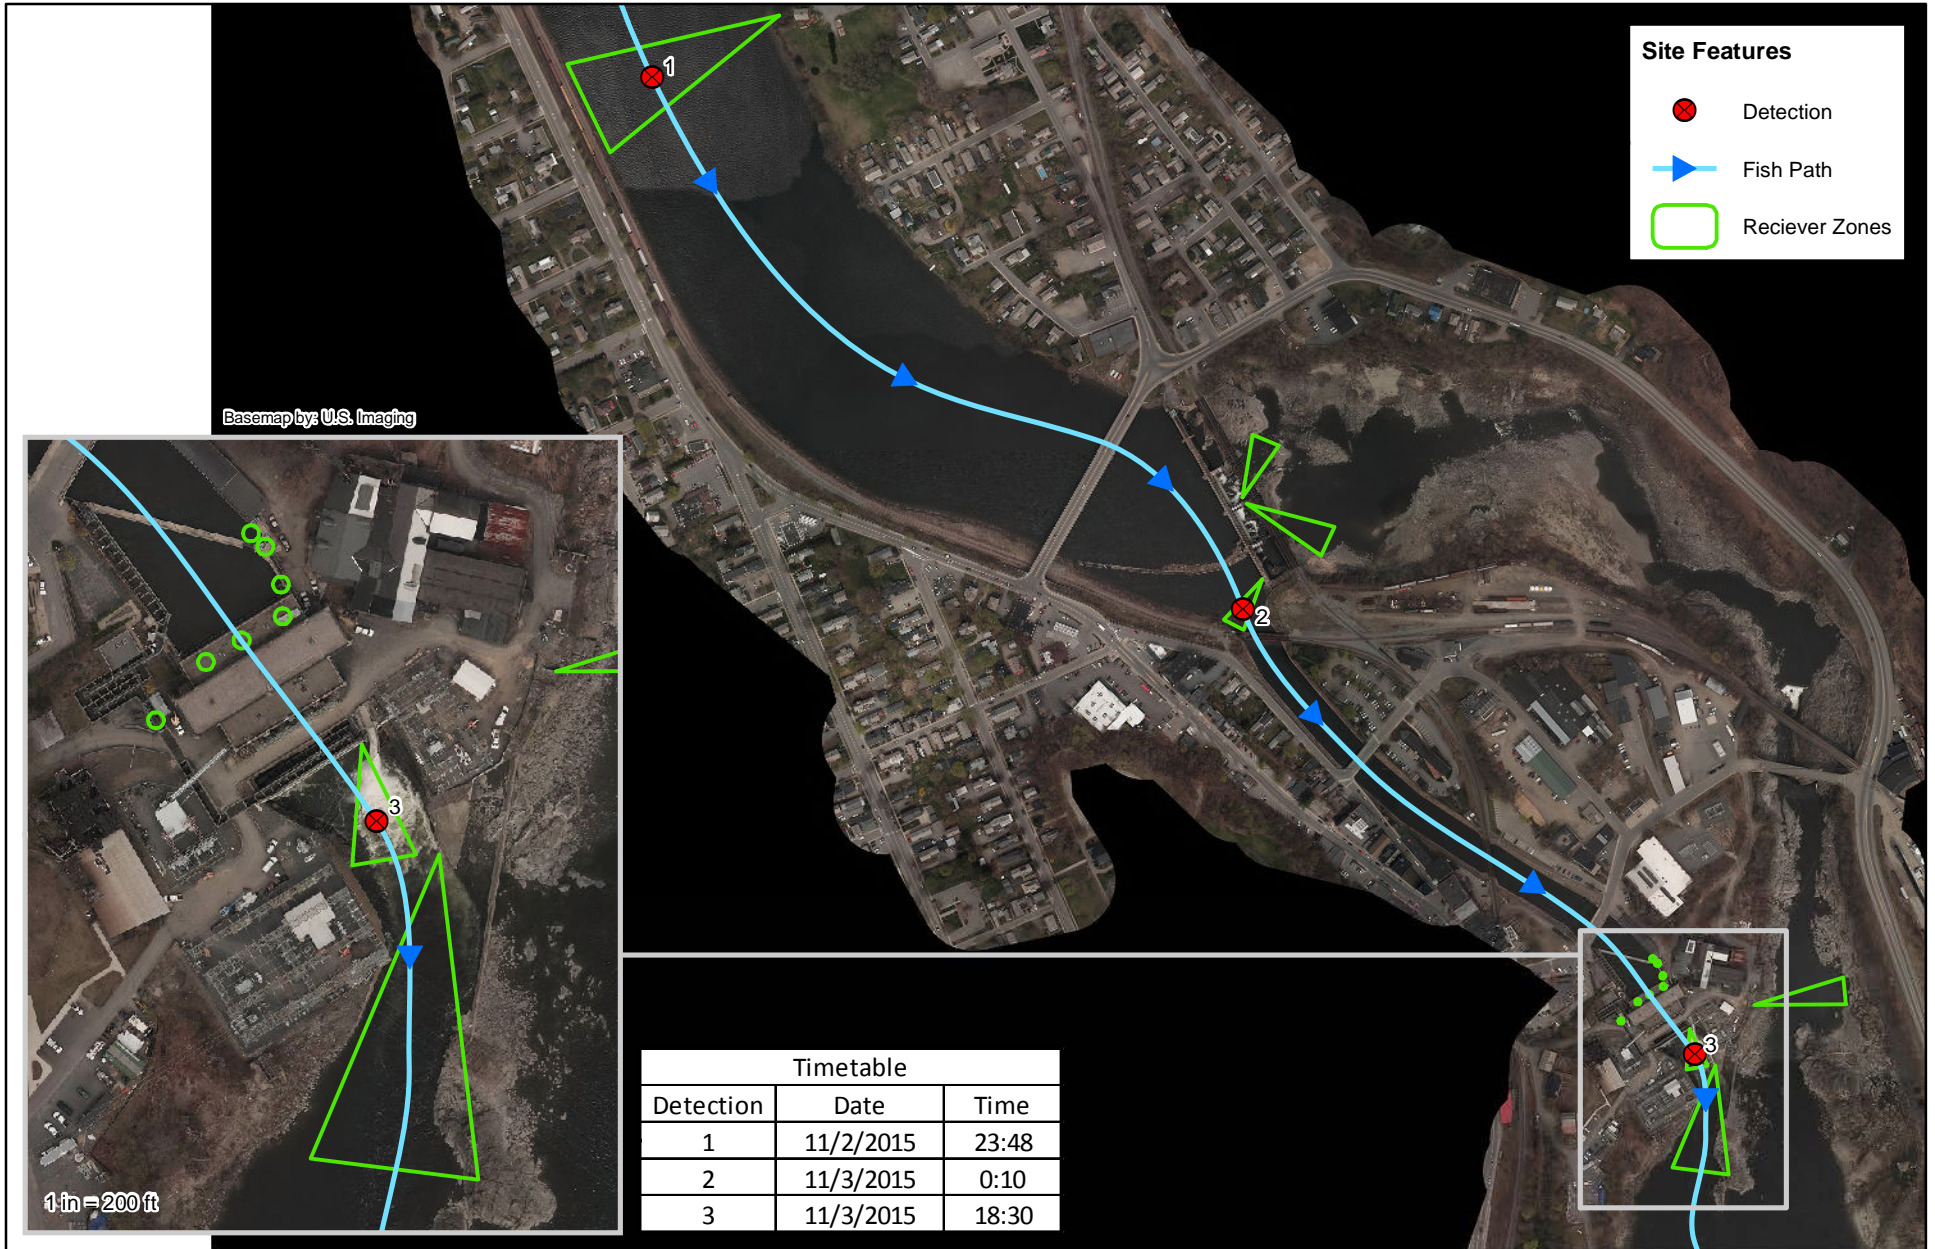 Site Features
Detection
Fish Path
Reciever Zones
1
2
3
Basemap by: U.S. Imaging
3
1 in = 200 ft
Timetable
Detection Date Time
1 11/2/2015 23:48
2 11/3/2015 0:10
3 11/3/2015 18:30